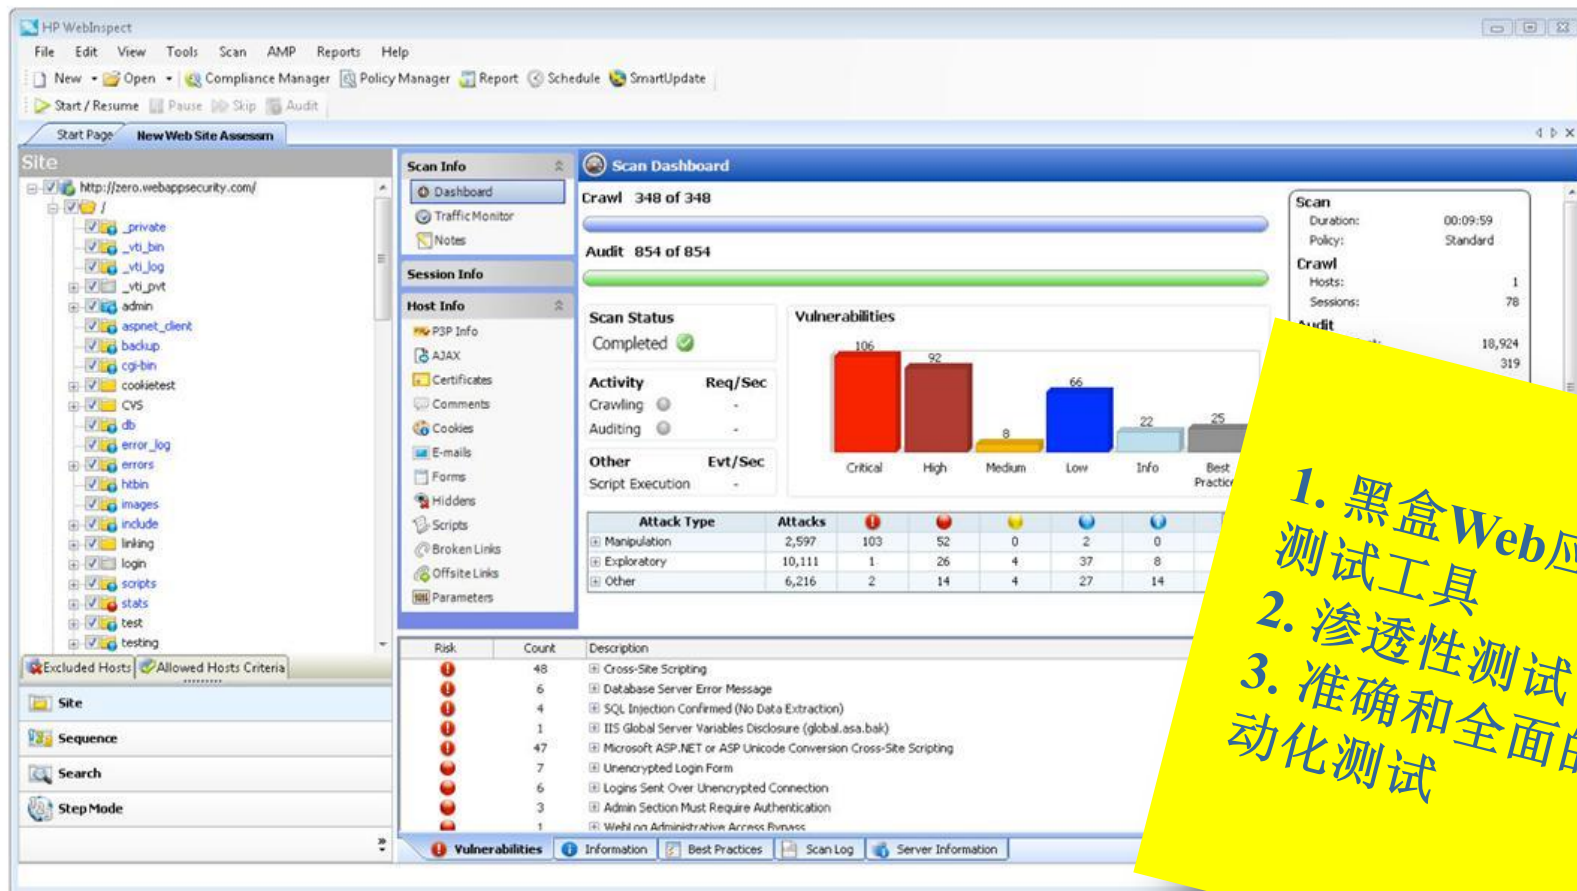 HP WebInspect
File Edit View Tools Scan AMP Reports Help
New Open Compliance Manager Policy Manager Report Schedule SmartUpdate
Start / Resume Pause Skip Audit
Start Page New Web Site Assessm
Site
http://zero.webappsecurity.com/
/
_private
_vti_bin
_vti_log
_vti_pvt
admin
aspnet_client
backup
cgi-bin
cookietest
CVS
db
error_log
errors
htbin
images
include
linking
login
scripts
stats
test
testing
Excluded Hosts Allowed Hosts Criteria
Site
Sequence
Search
Step Mode
Scan Info
Dashboard
Traffic Monitor
Notes
Session Info
Host Info
P3P Info
AJAX
Certificates
Comments
Cookies
E-mails
Forms
Hiddens
Scripts
Broken Links
Offsite Links
Parameters
Scan Dashboard
Crawl 348 of 348
Audit 854 of 854
Scan Status
Completed
Activity Req/Sec
Crawling -
Auditing -
Other Evt/Sec
Script Execution -
Vulnerabilities
106 92 8 66 22 25
Critical High Medium Low Info Best
Practice
Scan
Duration: 00:09:59
Policy: Standard
Crawl
Hosts: 1
Sessions: 78
Audit
18,924
319
Attack Type Attacks
Manipulation 2,597 103 52 0 2 0
Exploratory 10,111 1 26 4 37 8
Other 6,216 2 14 4 27 14
Risk Count Description
48 Cross-Site Scripting
6 Database Server Error Message
4 SQL Injection Confirmed (No Data Extraction)
1 IIS Global Server Variables Disclosure (global.asa.bak)
47 Microsoft ASP.NET or ASP Unicode Conversion Cross-Site Scripting
7 Unencrypted Login Form
6 Logins Sent Over Unencrypted Connection
3 Admin Section Must Require Authentication
1 WebLog Administrative Access Bypass
Vulnerabilities Information Best Practices Scan Log Server Information
1. 黑盒Web应
测试工具
2. 渗透性测试
3. 准确和全面的
动化测试